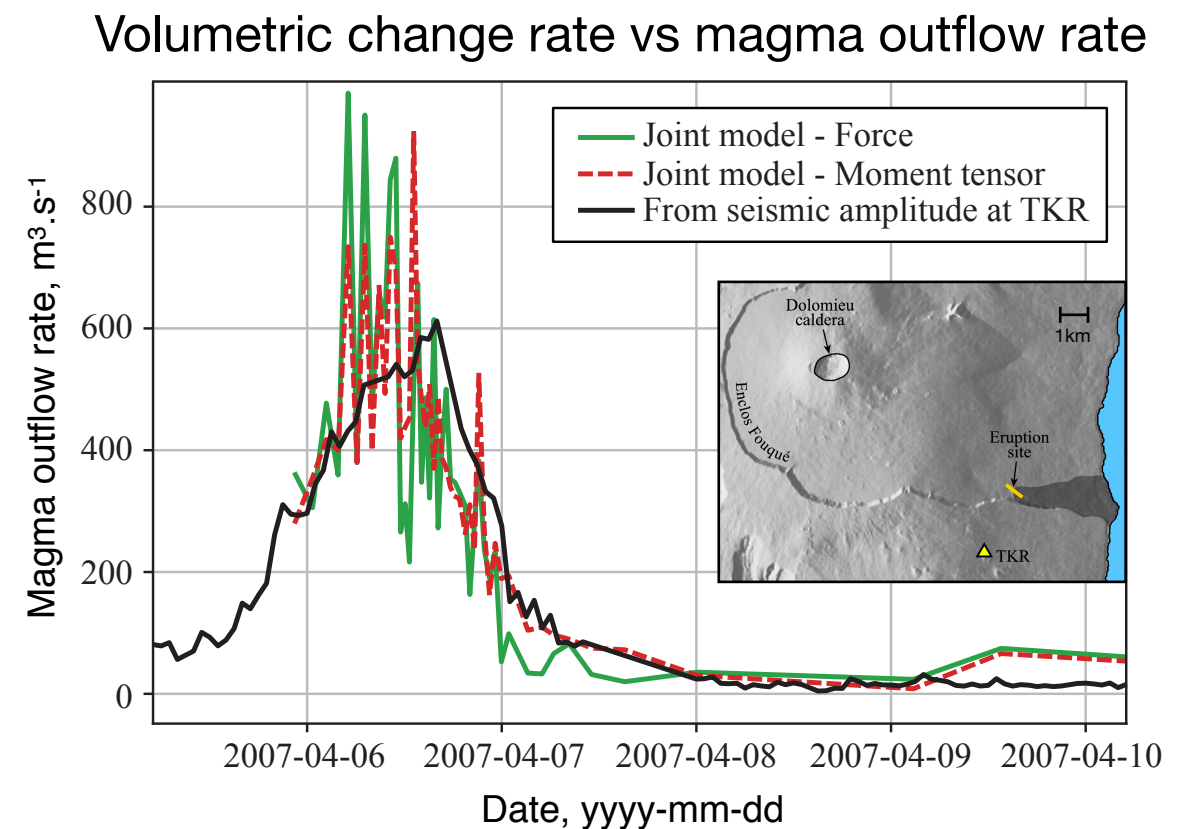 Volumetric change rate vs magma outflow rate
Magma outflow rate, m³.s⁻¹
800
600
400
200
0
Joint model - Force
Joint model - Moment tensor
From seismic amplitude at TKR
Dolomieu
caldera
1km
Enclos Fouqué
Eruption
site
TKR
2007-04-06
2007-04-07
2007-04-08
2007-04-09
2007-04-10
Date, yyyy-mm-dd